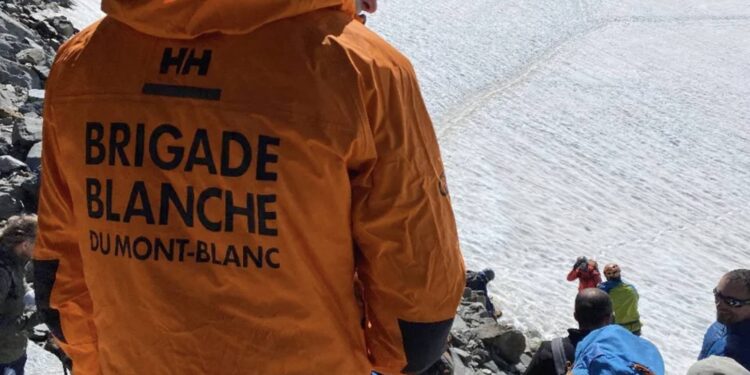 HH
BRIGADE
BLANCHE
DU MONT-BLANC